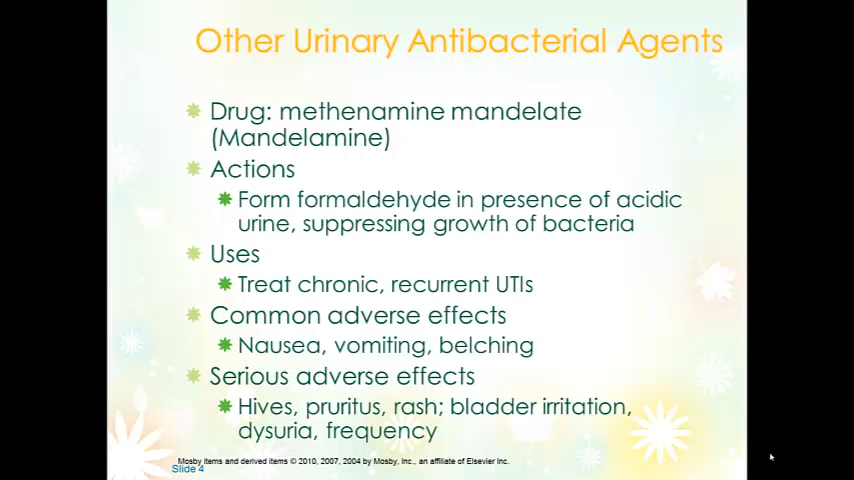 Other Urinary Antibacterial Agents
Drug: methenamine mandelate
(Mandelamine)
Actions
Form formaldehyde in presence of acidic
urine, suppressing growth of bacteria
Uses
Treat chronic, recurrent UTIs
Common adverse effects
Nausea, vomiting, belching
Serious adverse effects
Hives, pruritus, rash; bladder irritation,
dysuria, frequency
Mosby items and derived items © 2010, 2007, 2004 by Mosby, Inc., an affiliate of Elsevier Inc.
Slide 4